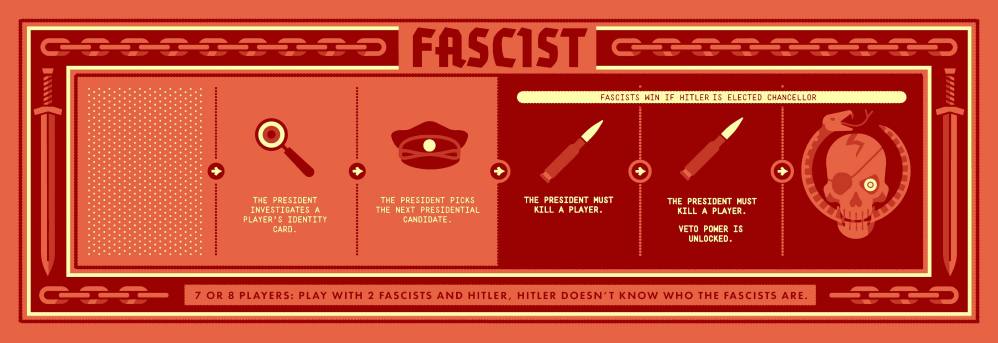 FASCIST
FASCISTS WIN IF HITLER IS ELECTED CHANCELLOR
THE PRESIDENT
INVESTIGATES A
PLAYER'S IDENTITY
CARD.
THE PRESIDENT PICKS
THE NEXT PRESIDENTIAL
CANDIDATE.
THE PRESIDENT MUST
KILL A PLAYER.
THE PRESIDENT MUST
KILL A PLAYER.
VETO POWER IS
UNLOCKED.
7 OR 8 PLAYERS: PLAY WITH 2 FASCISTS AND HITLER, HITLER DOESN'T KNOW WHO THE FASCISTS ARE.